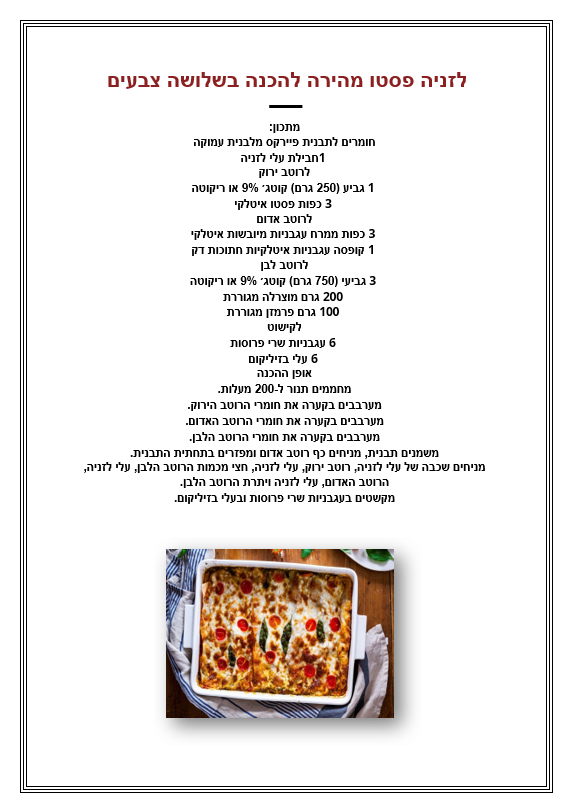 לזניה פסטו מהירה להכנה בשלושה צבעים
מתכון:
חומרים לתבנית פיירקס מלבנית עמוקה
1חבילת עלי לזניה
לרוטב ירוק
1 גביע (250 גרם) קוטג׳ 9% או ריקוטה
3 כפות פסטו איטלקי
לרוטב אדום
3 כפות ממרח עגבניות מיובשות איטלקי
1 קופסה עגבניות איטלקיות חתוכות דק
לרוטב לבן
3 גביעי (750 גרם) קוטג׳ 9% או ריקוטה
200 גרם מוצרלה מגוררת
100 גרם פרמזן מגוררת
לקישוט
6 עגבניות שרי פרוסות
6 עלי בזיליקום
אופן ההכנה
מחממים תנור ל-200 מעלות.
מערבבים בקערה את חומרי הרוטב הירוק.
מערבבים בקערה את חומרי הרוטב האדום.
מערבבים בקערה את חומרי הרוטב הלבן.
משמנים תבנית, מניחים כף רוטב אדום ומפזרים בתחתית התבנית.
מניחים שכבה של עלי לזניה, רוטב ירוק, עלי לזניה, חצי מכמות הרוטב הלבן, עלי לזניה,
הרוטב האדום, עלי לזניה ויתרת הרוטב הלבן.
מקשטים בעגבניות שרי פרוסות ובעלי בזיליקום.